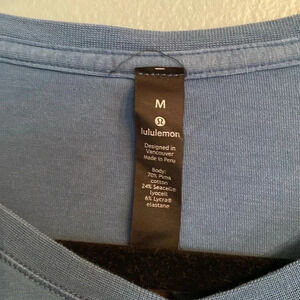 M
lululemon
Designed in
Vancouver
Made in Peru
Body:
70% Pima
cotton
24% Seacell®
lyocell
6% Lycra®
elastane